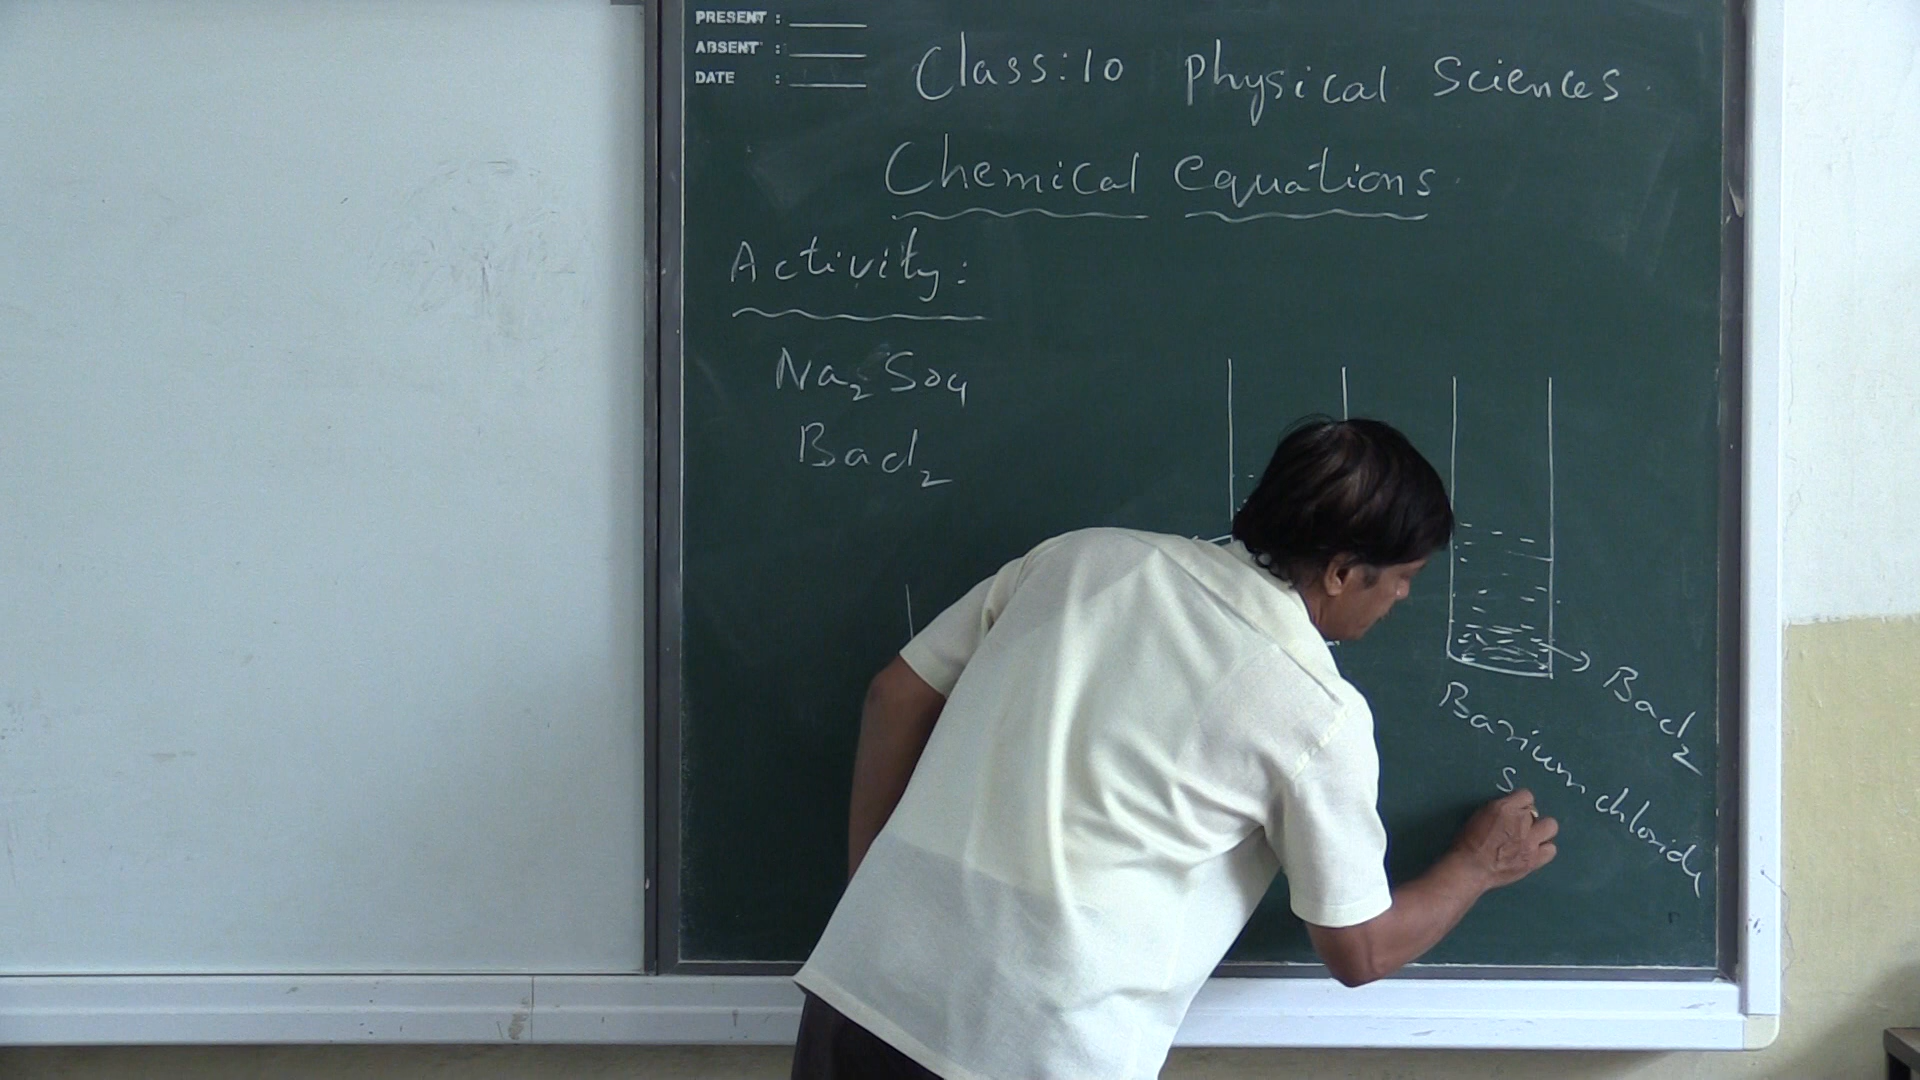 PRESENT :
ABSENT :
DATE :
Class:10 Physical Sciences
Chemical equations
Activity:
Na₂So₄
Bacl₂
Bacl₂
Barium chloride
S